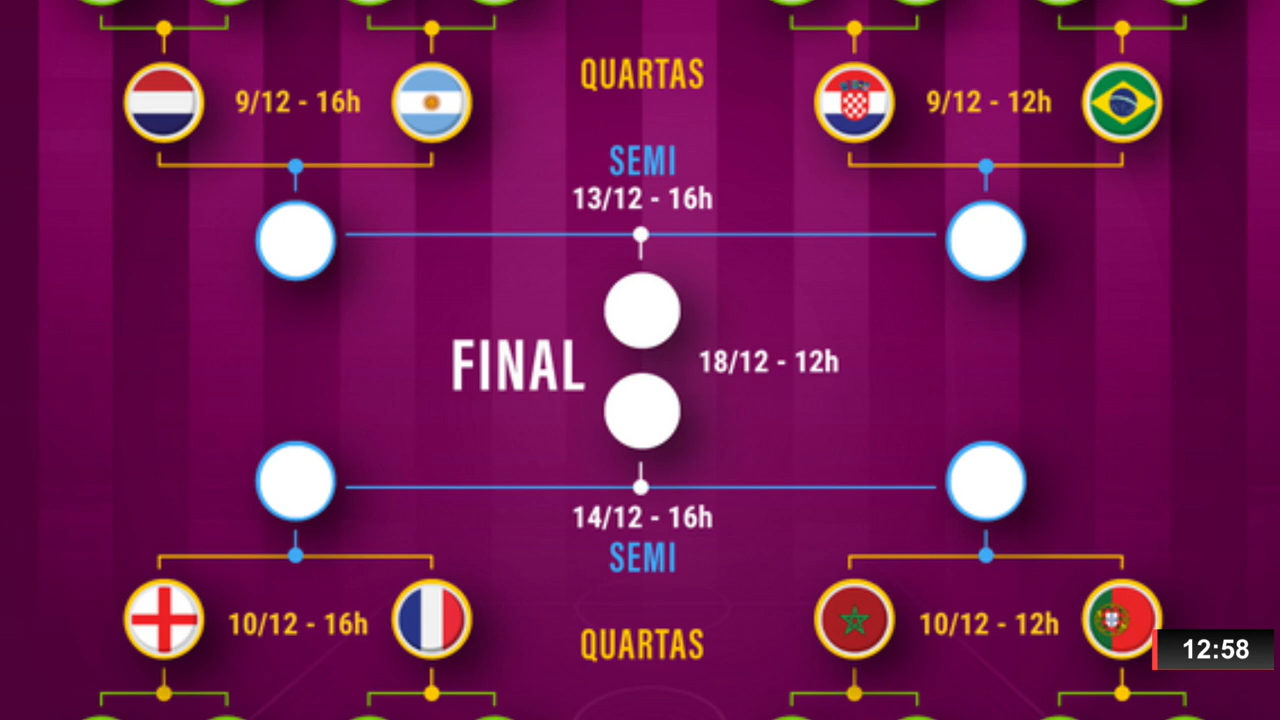 9/12 - 16h
QUARTAS
9/12 - 12h
SEMI
13/12 - 16h
FINAL
18/12 - 12h
14/12 - 16h
SEMI
10/12 - 16h
QUARTAS
10/12 - 12h
12:58